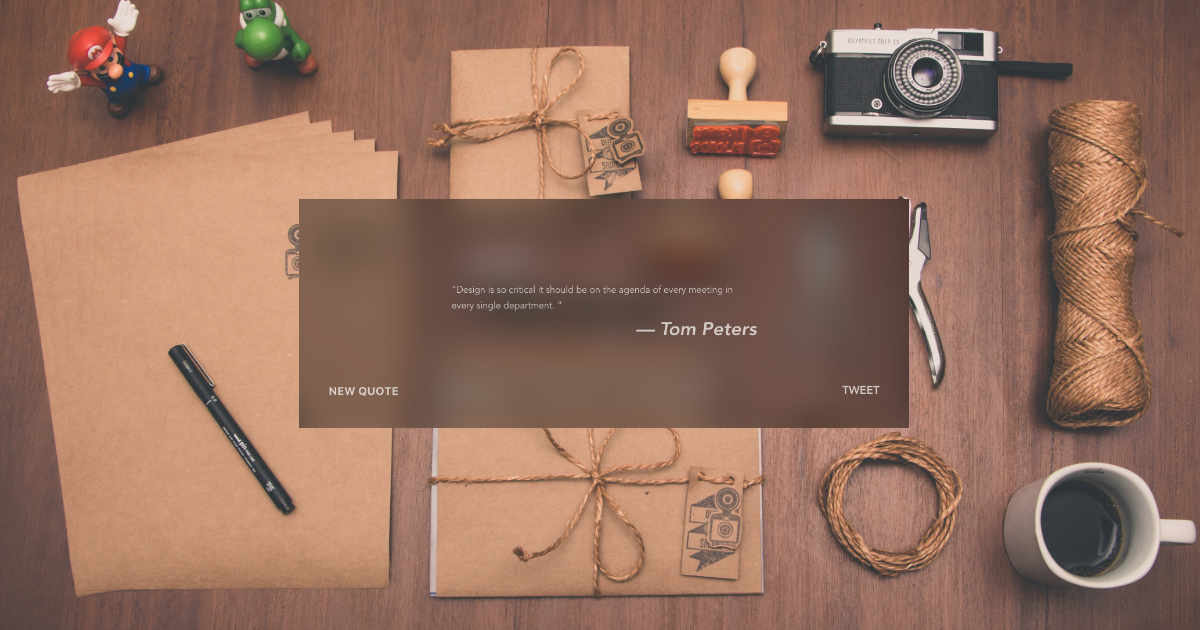 "Design is so critical it should be on the agenda of every meeting in
every single department. "
— Tom Peters
NEW QUOTE
TWEET